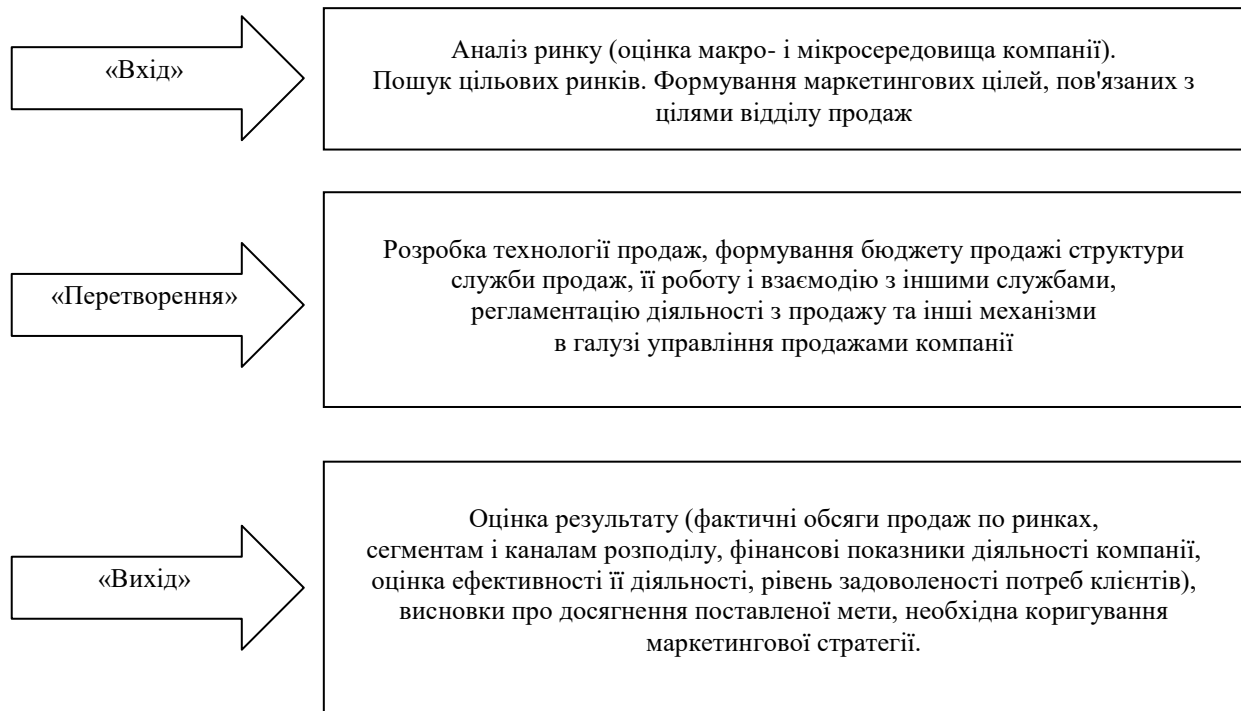 «Вхід»
Аналіз ринку (оцінка макро- і мікросередовища компанії).
Пошук цільових ринків. Формування маркетингових цілей, пов'язаних з
цілями відділу продаж
«Перетворення»
Розробка технології продаж, формування бюджету продажі структури
служби продаж, її роботу і взаємодію з іншими службами,
регламентацію діяльності з продажу та інші механізми
в галузі управління продажами компанії
«Вихід»
Оцінка результату (фактичні обсяги продаж по ринках,
сегментам і каналам розподілу, фінансові показники діяльності компанії,
оцінка ефективності її діяльності, рівень задоволеності потреб клієнтів),
висновки про досягнення поставленої мети, необхідна коригування
маркетингової стратегії.